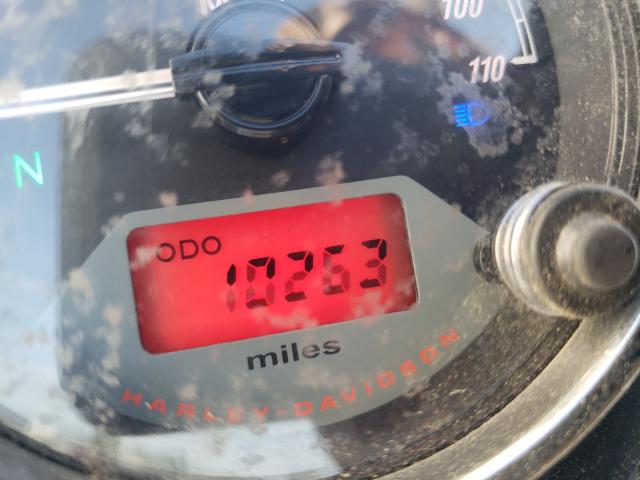 100
110
N
ODO
10263
miles
HARLEY-DAVIDSON